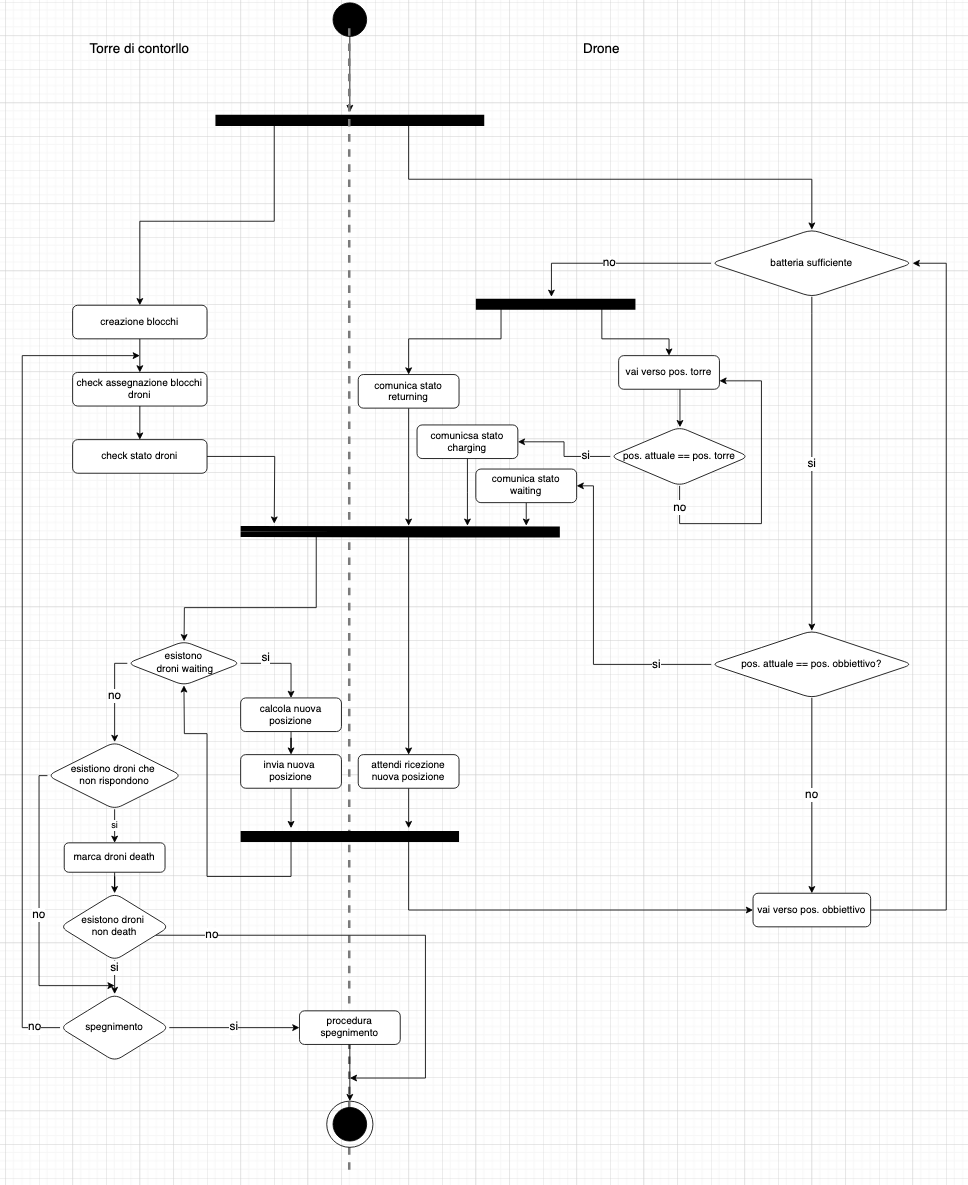 Torre di contorllo
Drone
batteria sufficiente
no
creazione blocchi
vai verso pos. torre
check assegnazione blocchi
droni
comunica stato
returning
comunicsa stato
charging
si
pos. attuale == pos. torre
check stato droni
si
comunica stato
waiting
no
esistono
droni waiting
si
si
pos. attuale == pos. obbiettivo?
no
calcola nuova
posizione
esistiono droni che
non rispondono
invia nuova
posizione
attendi ricezione
nuova posizione
no
si
marca droni death
no
esistono droni
non death
no
vai verso pos. obbiettivo
si
no
spegnimento
si
procedura
spegnimento